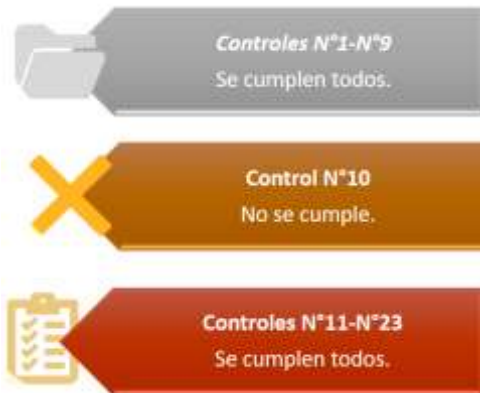 Controles N°1-N°9
Se cumplen todos.
Control N°10
No se cumple.
Controles N°11-N°23
Se cumplen todos.